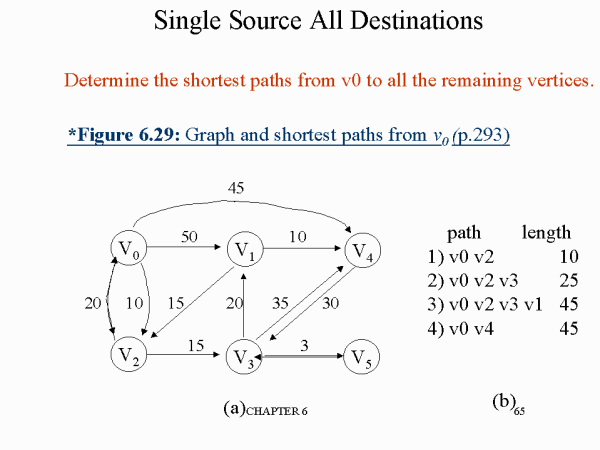 Single Source All Destinations
Determine the shortest paths from v0 to all the remaining vertices.
*Figure 6.29: Graph and shortest paths from v0 (p.293)
45
50
10
V0
V1
V4
20
10
15
20
35
30
15
3
V2
V3
V5
(a)CHAPTER 6
path length
1) v0 v2 10
2) v0 v2 v3 25
3) v0 v2 v3 v1 45
4) v0 v4 45
(b)65